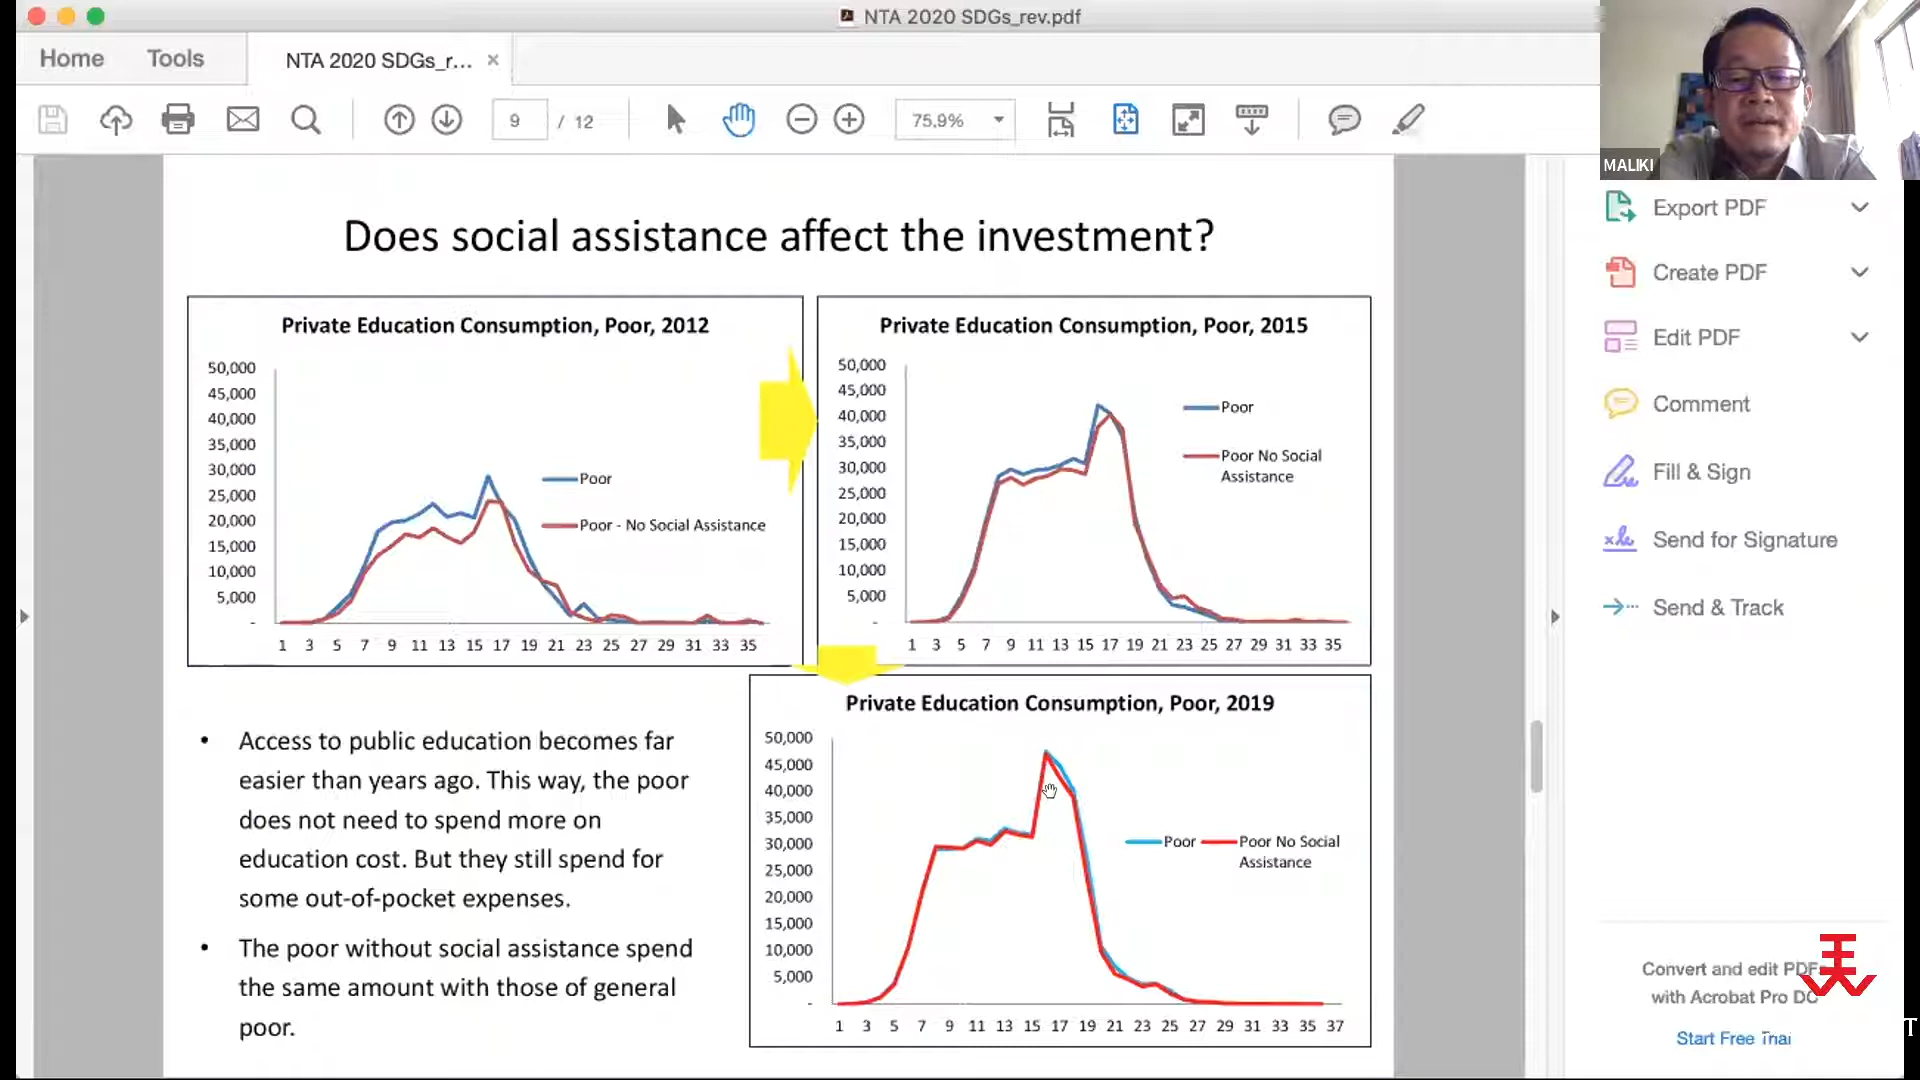 NTA 2020 SDGs_rev.pdf
Home
Tools
NTA 2020 SDGs_r... ×
9 / 12
75,9%
MALIKI
Export PDF
Create PDF
Edit PDF
Comment
Fill & Sign
Send for Signature
Send & Track
Convert and edit PDF
with Acrobat Pro DC
Start Free Trial
Does social assistance affect the investment?
Private Education Consumption, Poor, 2012
50,000
45,000
40,000
35,000
30,000
25,000
20,000
15,000
10,000
5,000
-
1 3 5 7 9 11 13 15 17 19 21 23 25 27 29 31 33 35
Poor
Poor - No Social Assistance
Private Education Consumption, Poor, 2015
50,000
45,000
40,000
35,000
30,000
25,000
20,000
15,000
10,000
5,000
-
1 3 5 7 9 11 13 15 17 19 21 23 25 27 29 31 33 35
Poor
Poor No Social
Assistance
Access to public education becomes far
easier than years ago. This way, the poor
does not need to spend more on
education cost. But they still spend for
some out-of-pocket expenses.
The poor without social assistance spend
the same amount with those of general
poor.
Private Education Consumption, Poor, 2019
50,000
45,000
40,000
35,000
30,000
25,000
20,000
15,000
10,000
5,000
-
1 3 5 7 9 11 13 15 17 19 21 23 25 27 29 31 33 35 37
Poor
Poor No Social
Assistance
T